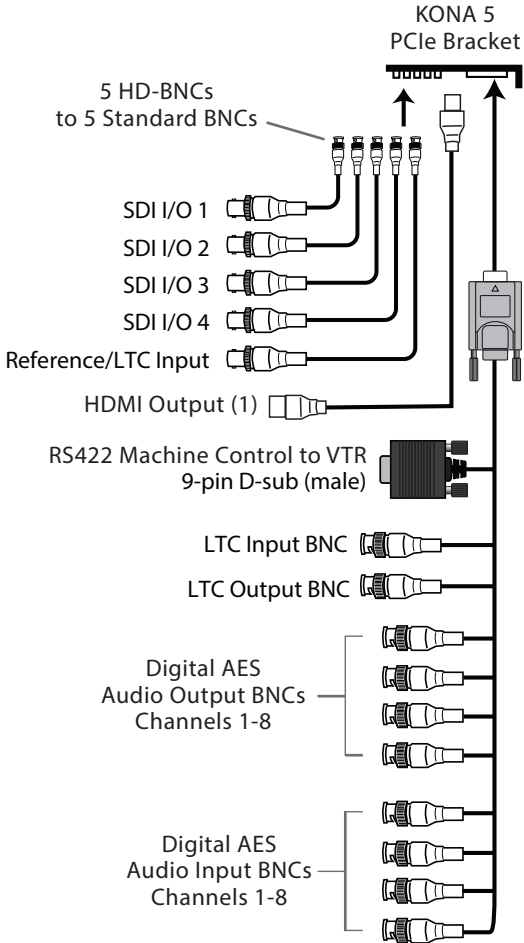 KONA 5
PCIe Bracket
5 HD-BNCs
to 5 Standard BNCs
SDI I/O 1
SDI I/O 2
SDI I/O 3
SDI I/O 4
Reference/LTC Input
HDMI Output (1)
RS422 Machine Control to VTR
9-pin D-sub (male)
LTC Input BNC
LTC Output BNC
Digital AES
Audio Output BNCs
Channels 1-8
Digital AES
Audio Input BNCs
Channels 1-8